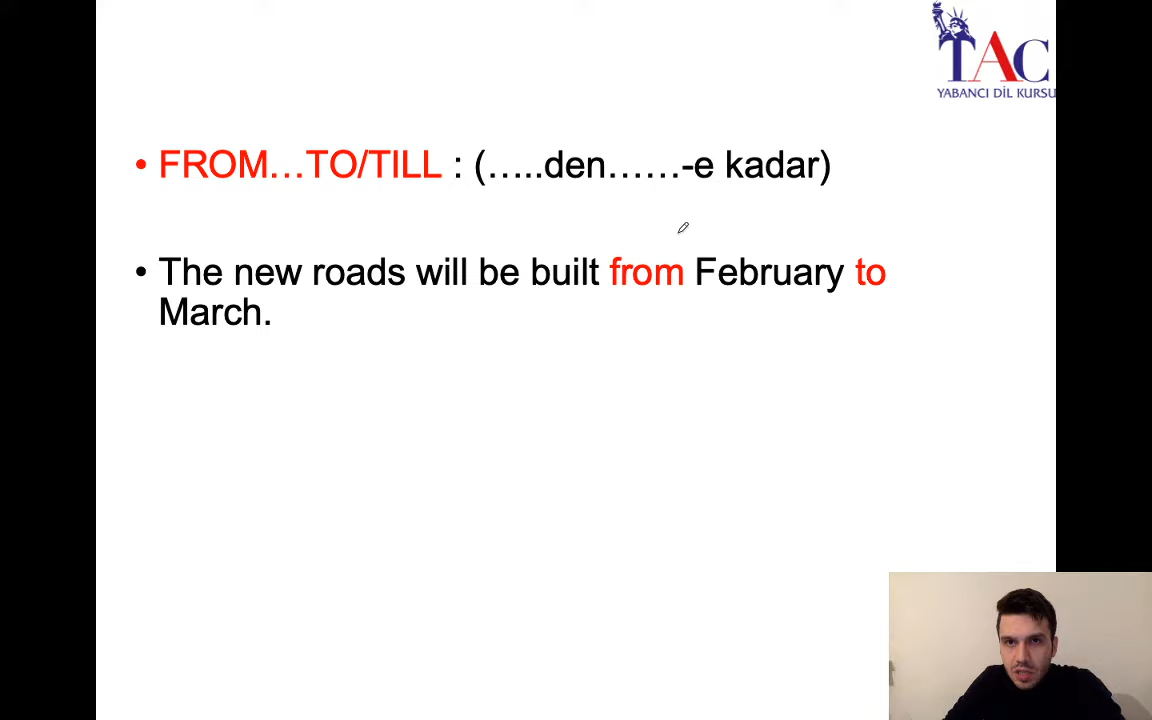 TAC
YABANCI DİL KURSU
• FROM…TO/TILL : (…..den……-e kadar)
• The new roads will be built from February to
March.